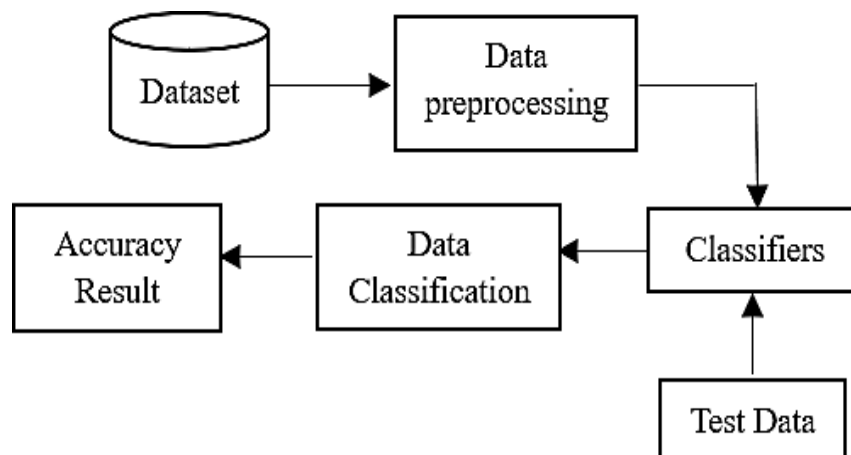 Dataset
Data
preprocessing
Classifiers
Data
Classification
Accuracy
Result
Test Data